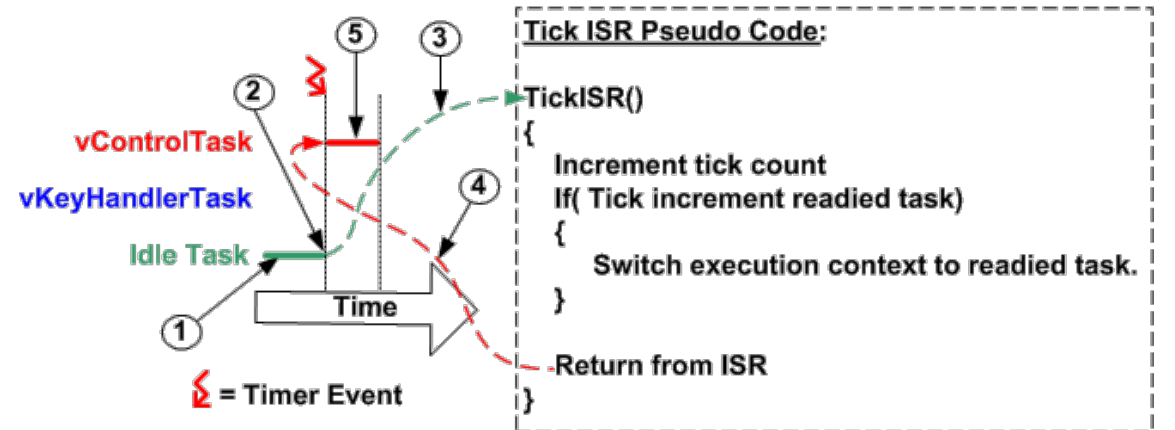 5
3
2
vControlTask
vKeyHandlerTask
Idle Task
4
Time
1
= Timer Event
Tick ISR Pseudo Code:
TickISR()
{
Increment tick count
If( Tick increment readied task)
{
Switch execution context to readied task.
}
Return from ISR
}